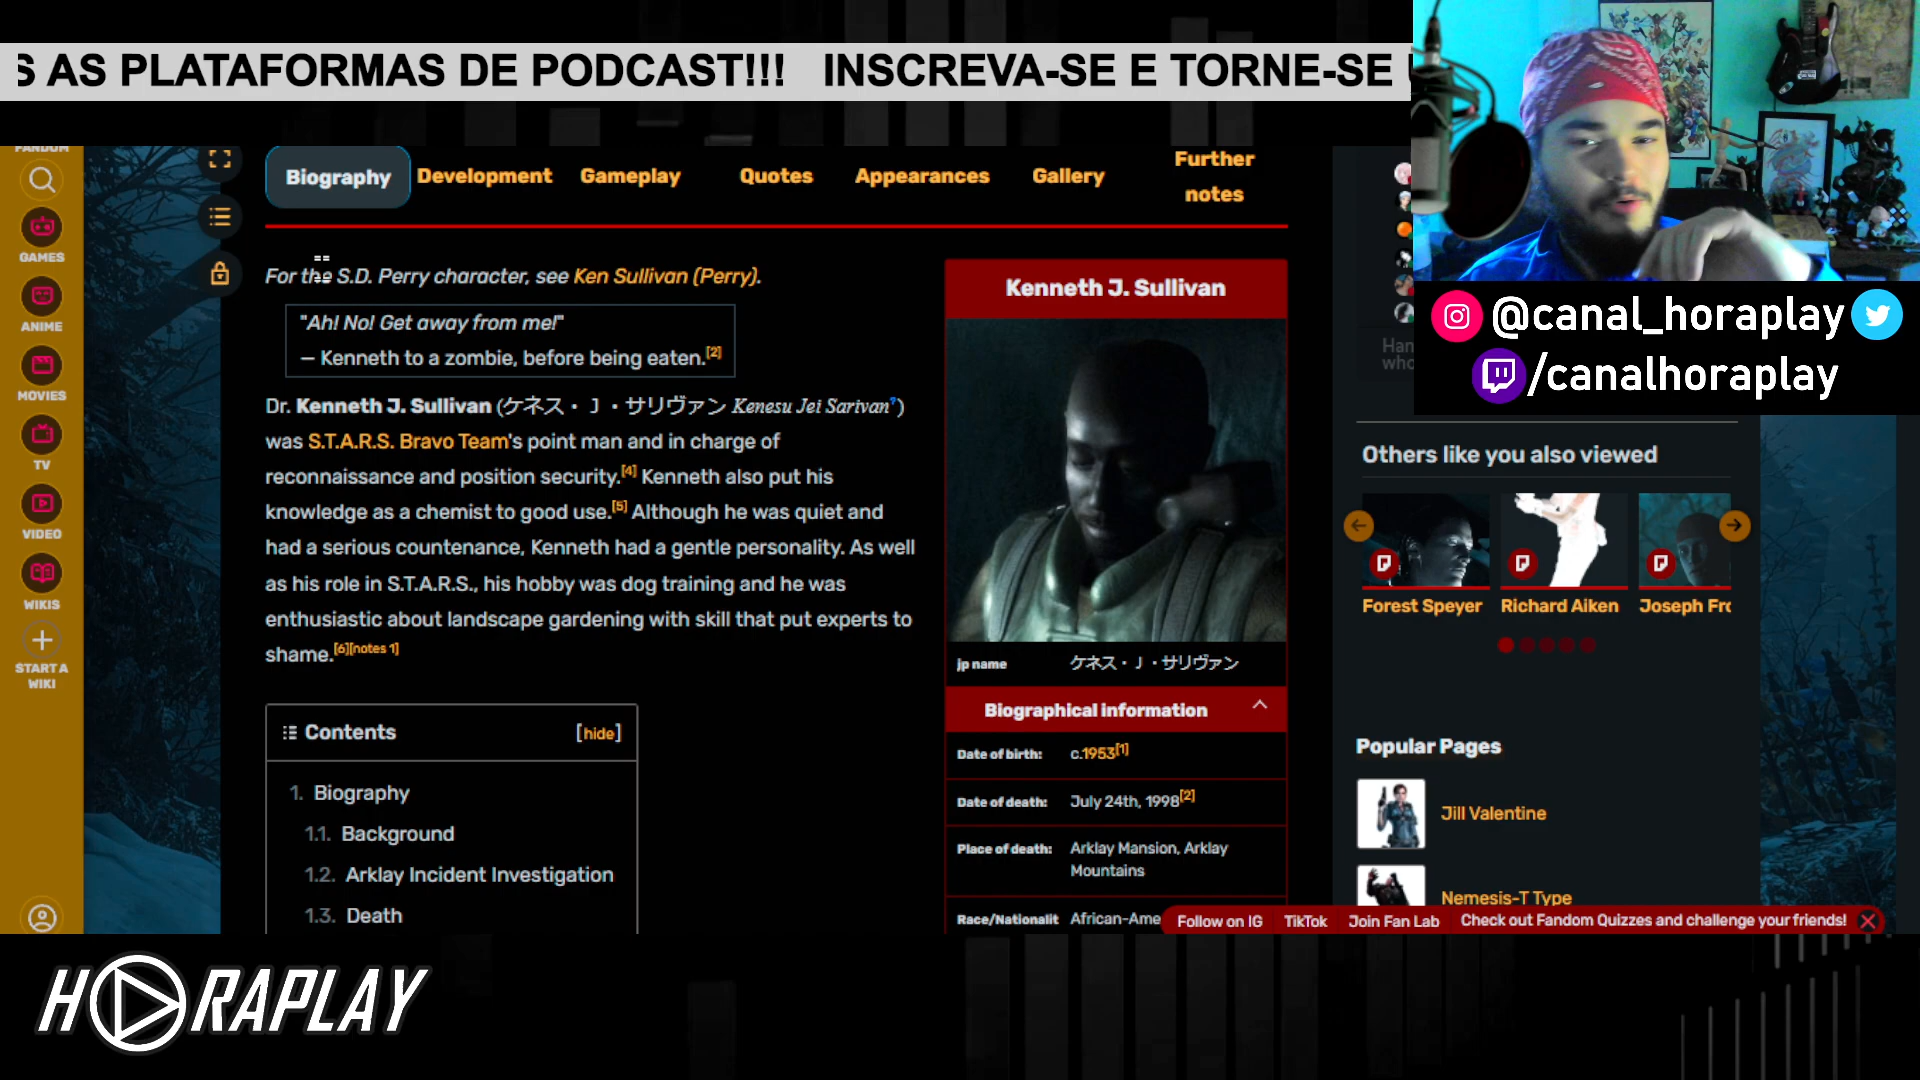 S AS PLATAFORMAS DE PODCAST!!! INSCREVA-SE E TORNE-SE
@canal_horaplay
/canalhoraplay
FANDOM
GAMES
ANIME
MOVIES
TV
VIDEO
WIKIS
START A
WIKI
Biography
Development
Gameplay
Quotes
Appearances
Gallery
Further
notes
For the S.D. Perry character, see Ken Sullivan (Perry).
"Ah! No! Get away from me!"
– Kenneth to a zombie, before being eaten.[2]
Dr. Kenneth J. Sullivan (ケネス・J・サリヴァン Kenesu Jei Sarivan?)
was S.T.A.R.S. Bravo Team's point man and in charge of
reconnaissance and position security.[4] Kenneth also put his
knowledge as a chemist to good use.[5] Although he was quiet and
had a serious countenance, Kenneth had a gentle personality. As well
as his role in S.T.A.R.S., his hobby was dog training and he was
enthusiastic about landscape gardening with skill that put experts to
shame.[6][notes 1]
Contents [hide]
1. Biography
1.1. Background
1.2. Arklay Incident Investigation
1.3. Death
Kenneth J. Sullivan
jp name ケネス・J・サリヴァン
Biographical information
Date of birth: c.1953[1]
Date of death: July 24th, 1998[2]
Place of death: Arklay Mansion, Arklay
Mountains
Race/Nationalit African-Ame
Han
who
Others like you also viewed
Forest Speyer
Richard Aiken
Joseph Fro
Popular Pages
Jill Valentine
Nemesis-T Type
Follow on IG TikTok Join Fan Lab Check out Fandom Quizzes and challenge your friends!
HORAPLAY